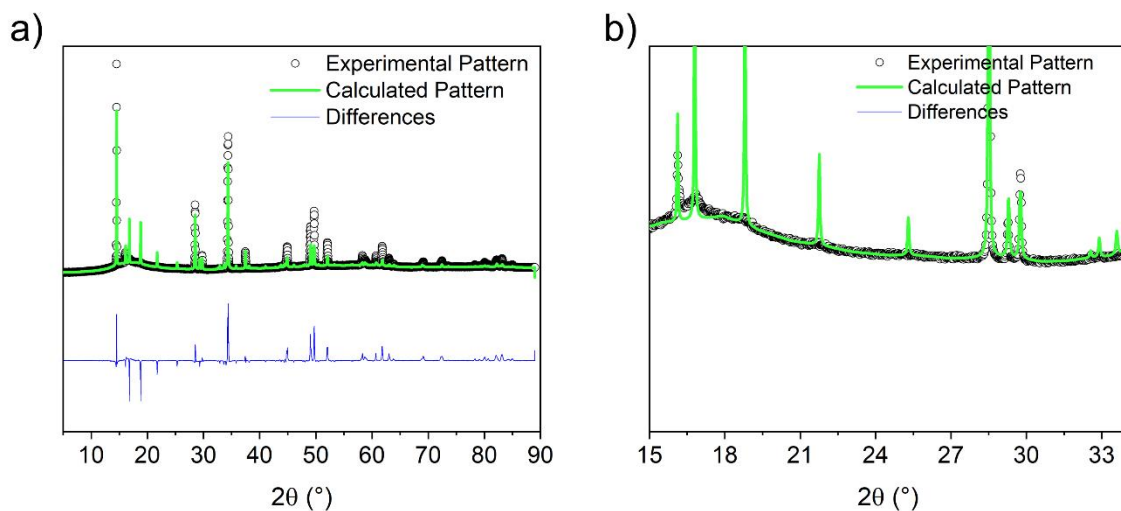 a)
Experimental Pattern
Calculated Pattern
Differences
10 20 30 40 50 60 70 80 90
2θ (°)
b)
Experimental Pattern
Calculated Pattern
Differences
15 18 21 24 27 30 33
2θ (°)